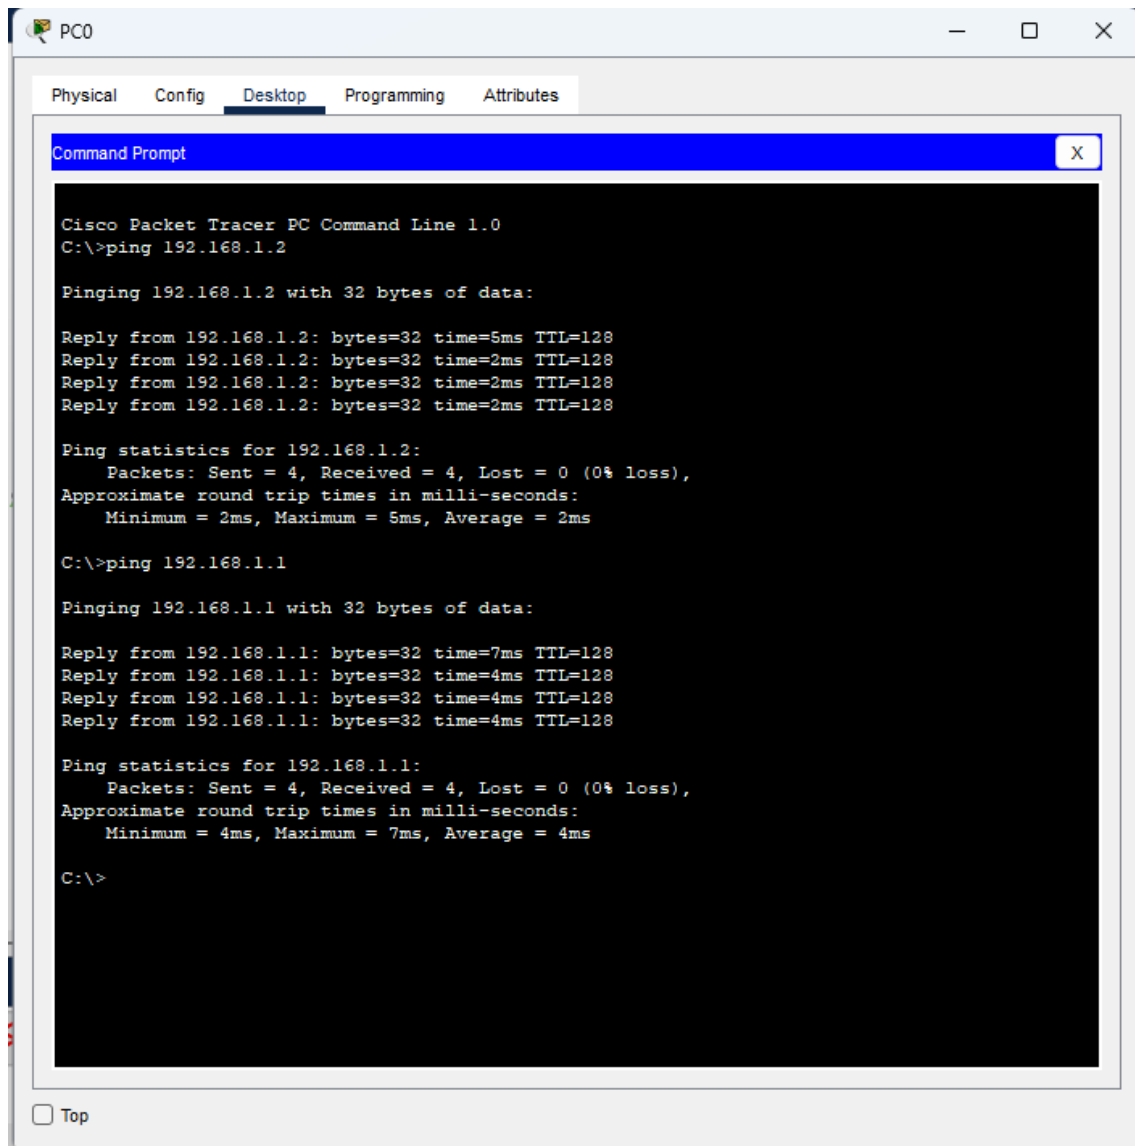 PC0
Physical Config Desktop Programming Attributes
Command Prompt X
Cisco Packet Tracer PC Command Line 1.0
C:\>ping 192.168.1.2
Pinging 192.168.1.2 with 32 bytes of data:
Reply from 192.168.1.2: bytes=32 time=5ms TTL=128
Reply from 192.168.1.2: bytes=32 time=2ms TTL=128
Reply from 192.168.1.2: bytes=32 time=2ms TTL=128
Reply from 192.168.1.2: bytes=32 time=2ms TTL=128
Ping statistics for 192.168.1.2:
    Packets: Sent = 4, Received = 4, Lost = 0 (0% loss),
Approximate round trip times in milli-seconds:
    Minimum = 2ms, Maximum = 5ms, Average = 2ms
C:\>ping 192.168.1.1
Pinging 192.168.1.1 with 32 bytes of data:
Reply from 192.168.1.1: bytes=32 time=7ms TTL=128
Reply from 192.168.1.1: bytes=32 time=4ms TTL=128
Reply from 192.168.1.1: bytes=32 time=4ms TTL=128
Reply from 192.168.1.1: bytes=32 time=4ms TTL=128
Ping statistics for 192.168.1.1:
    Packets: Sent = 4, Received = 4, Lost = 0 (0% loss),
Approximate round trip times in milli-seconds:
    Minimum = 4ms, Maximum = 7ms, Average = 4ms
C:\>
Top